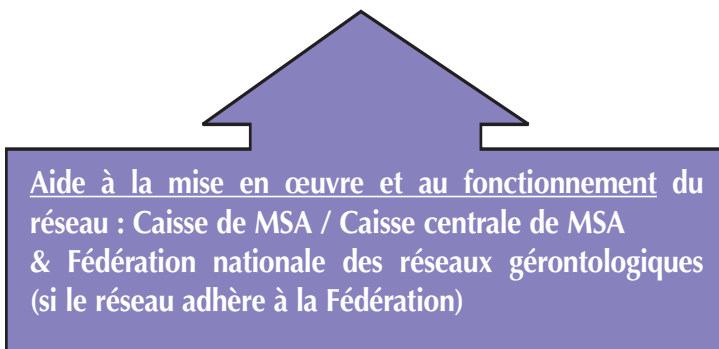 Aide à la mise en œuvre et au fonctionnement du
réseau : Caisse de MSA / Caisse centrale de MSA
& Fédération nationale des réseaux gérontologiques
(si le réseau adhère à la Fédération)